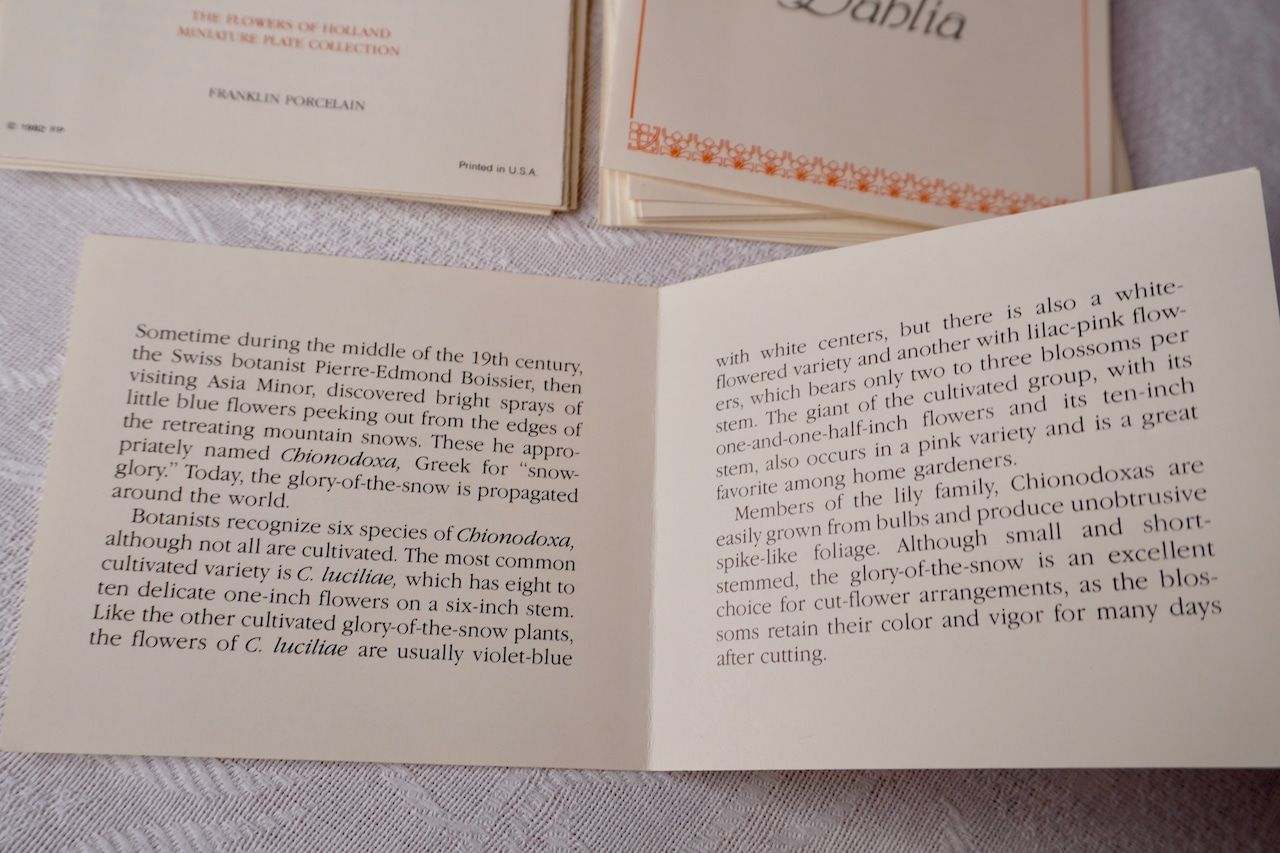 THE FLOWERS OF HOLLAND
MINIATURE PLATE COLLECTION
FRANKLIN PORCELAIN
© 1982 FP
Printed in U.S.A.
Dahlia
Sometime during the middle of the 19th century,
the Swiss botanist Pierre-Edmond Boissier, then
visiting Asia Minor, discovered bright sprays of
little blue flowers peeking out from the edges of
the retreating mountain snows. These he appro-
priately named Chionodoxa, Greek for “snow-
glory.” Today, the glory-of-the-snow is propagated
around the world.
Botanists recognize six species of Chionodoxa,
although not all are cultivated. The most common
cultivated variety is C. luciliae, which has eight to
ten delicate one-inch flowers on a six-inch stem.
Like the other cultivated glory-of-the-snow plants,
the flowers of C. luciliae are usually violet-blue
with white centers, but there is also a white-
flowered variety and another with lilac-pink flow-
ers, which bears only two to three blossoms per
stem. The giant of the cultivated group, with its
one-and-one-half-inch flowers and its ten-inch
stem, also occurs in a pink variety and is a great
favorite among home gardeners.
Members of the lily family, Chionodoxas are
easily grown from bulbs and produce unobtrusive
spike-like foliage. Although small and short-
stemmed, the glory-of-the-snow is an excellent
choice for cut-flower arrangements, as the blos-
soms retain their color and vigor for many days
after cutting.